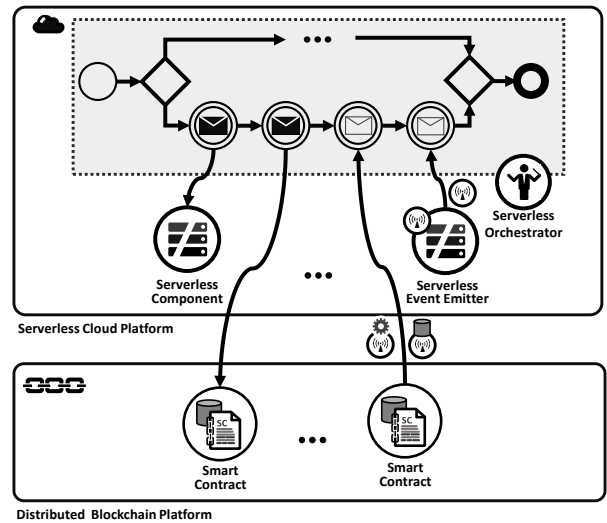 Serverless
Orchestrator
Serverless
Component
Serverless
Event Emitter
Serverless Cloud Platform
SC
SC
Smart
Contract
Smart
Contract
Distributed Blockchain Platform